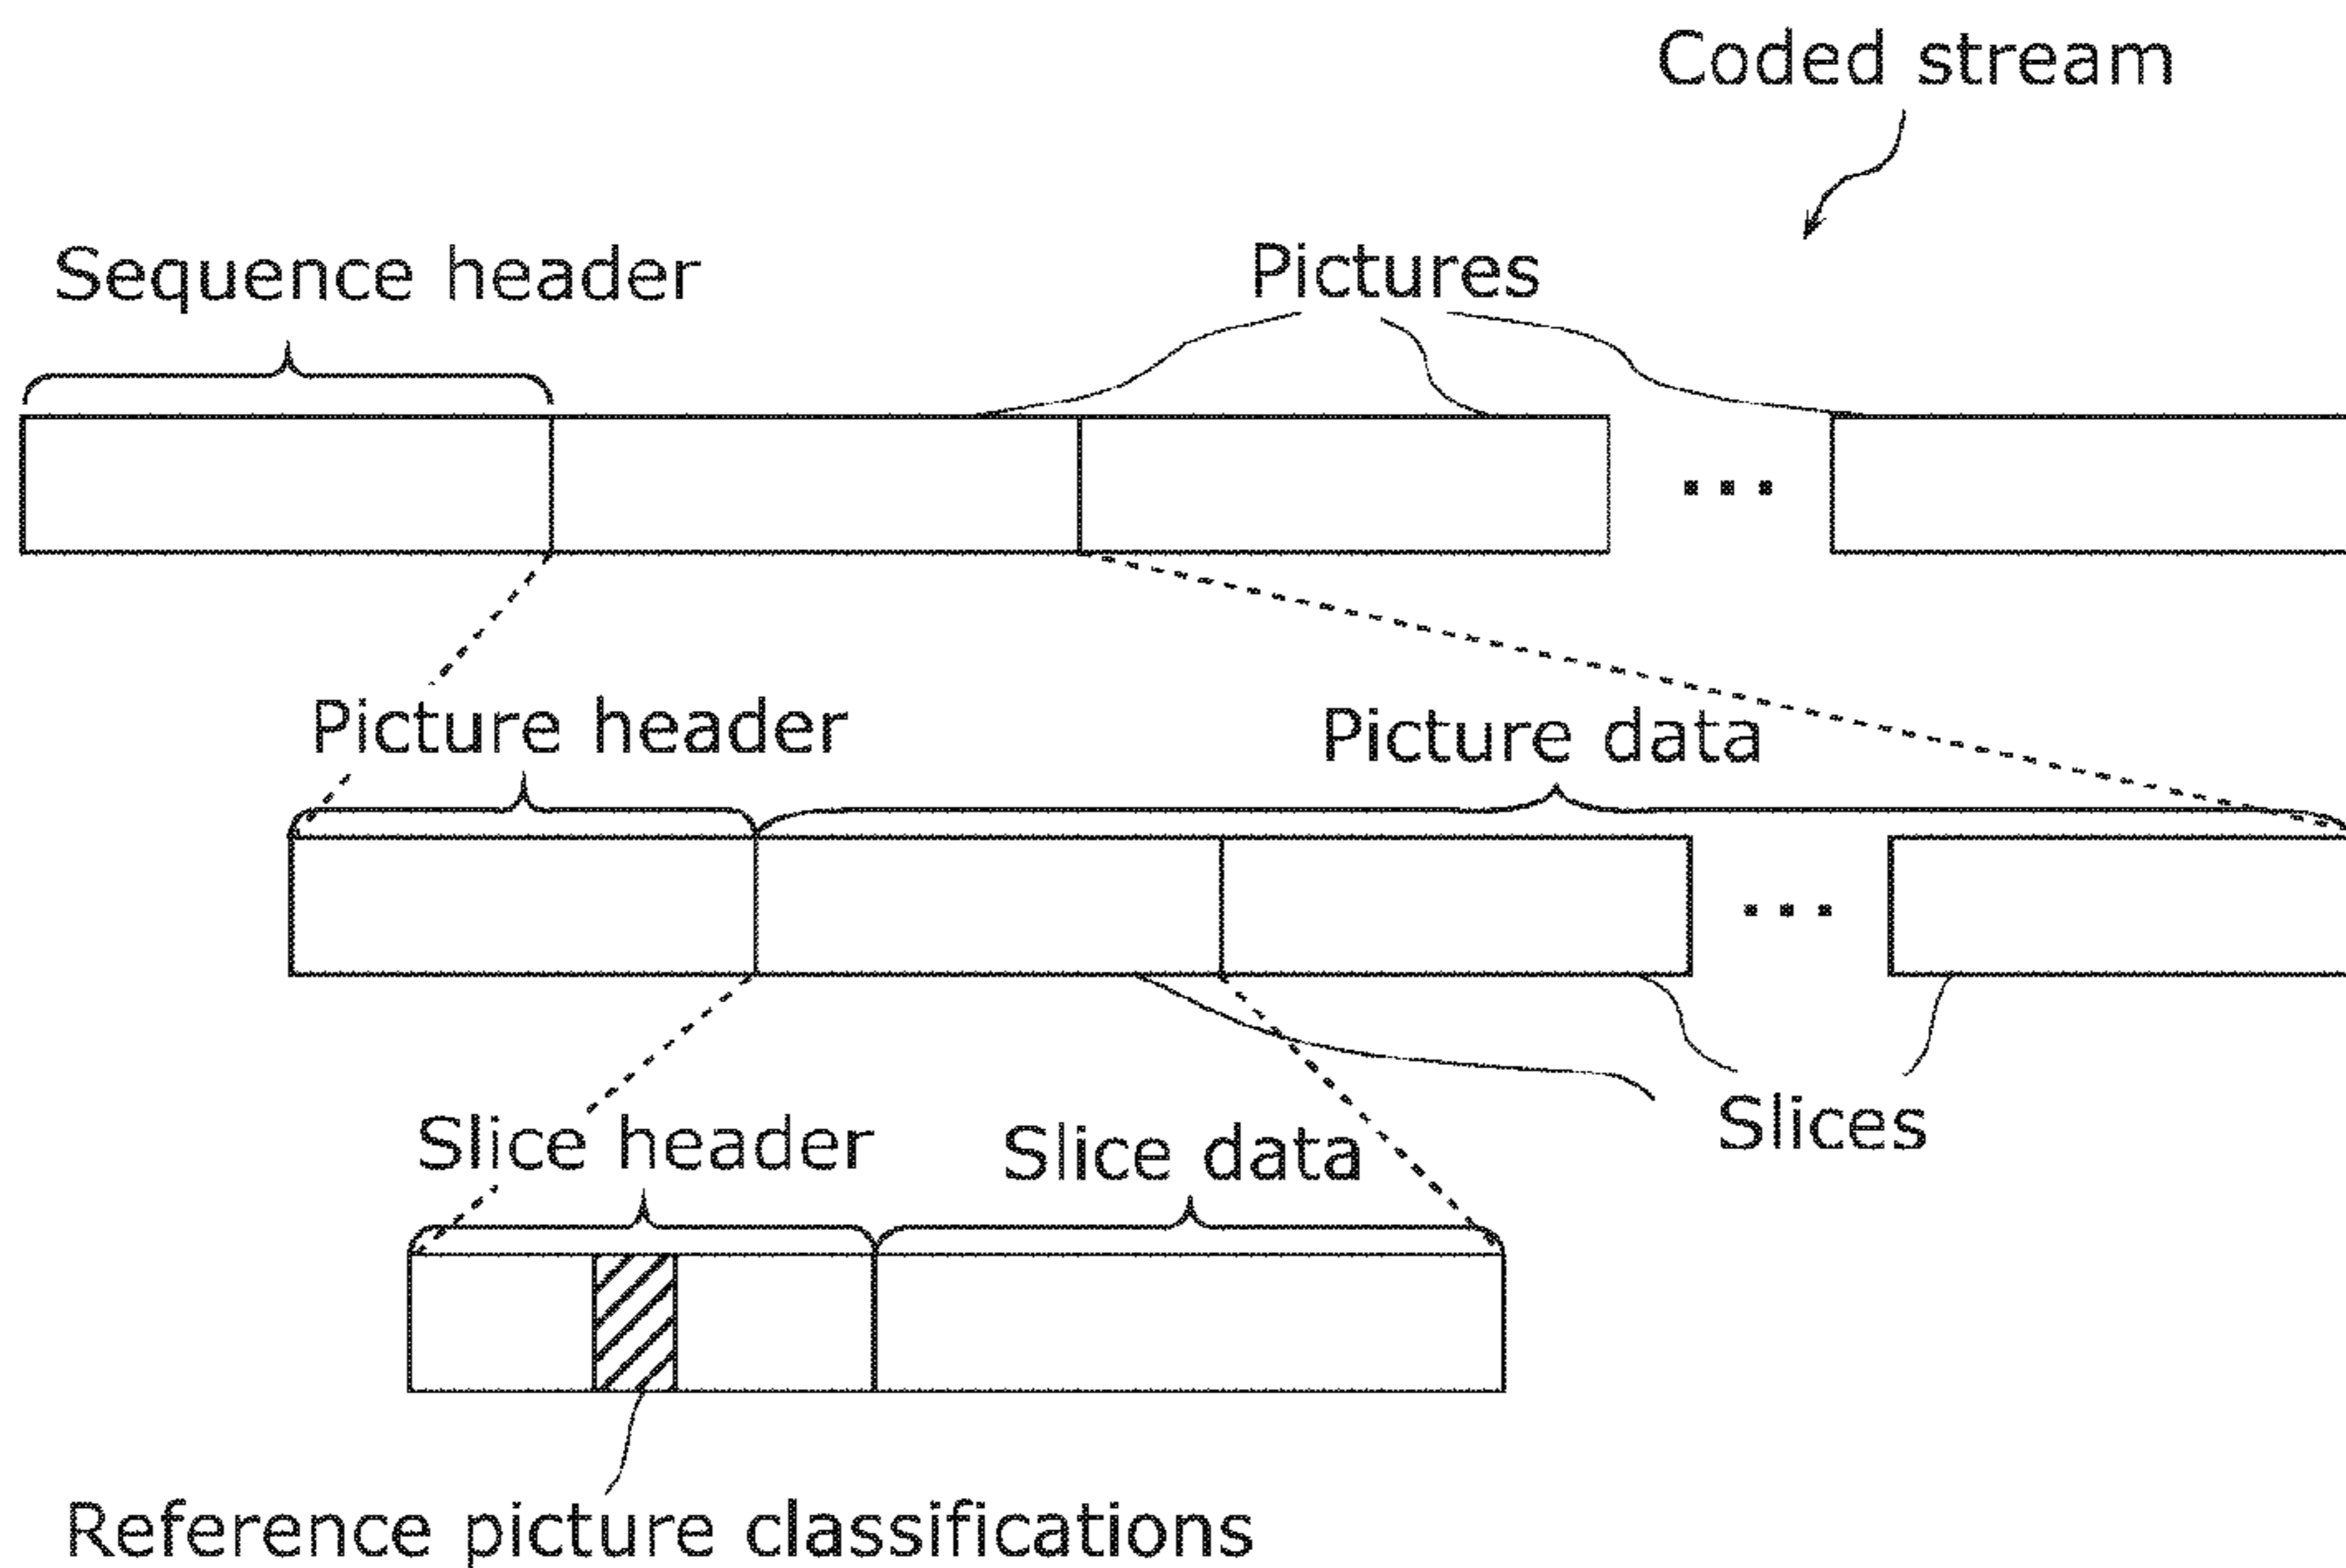 Coded stream
Sequence header
Pictures
Picture header
Picture data
Slice header
Slice data
Slices
Reference picture classifications